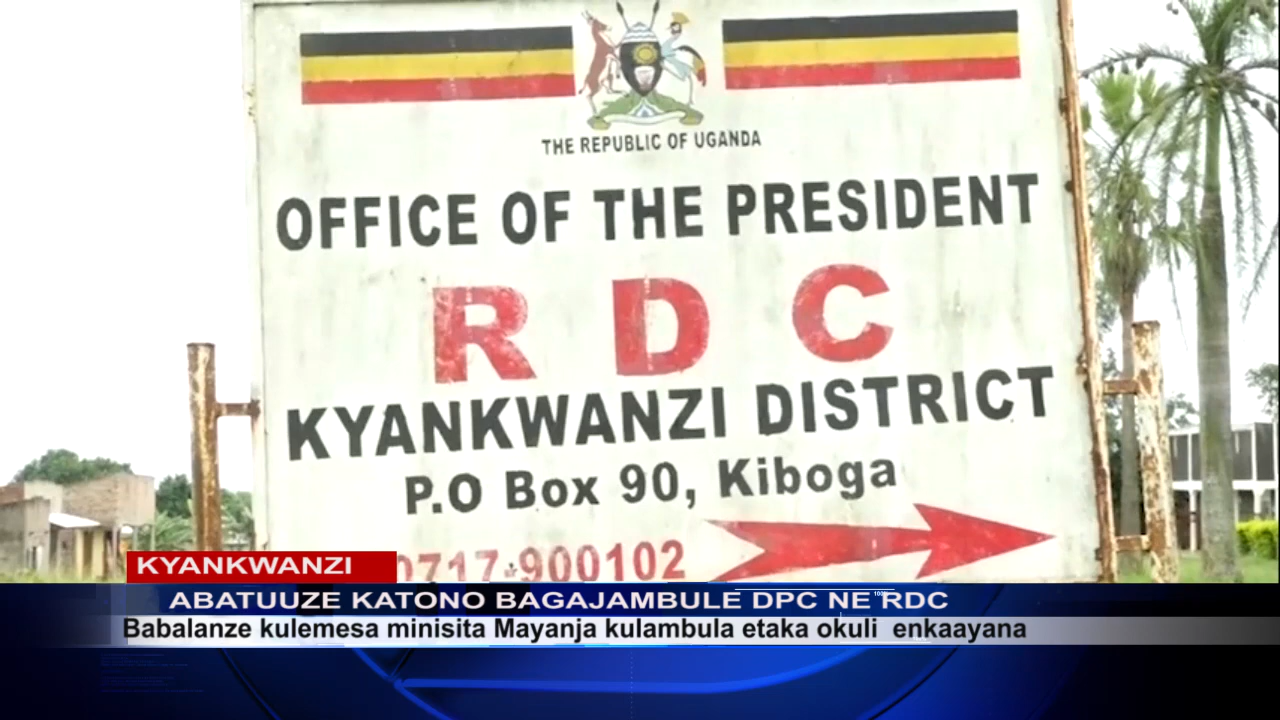 THE REPUBLIC OF UGANDA
OFFICE OF THE PRESIDENT
R D C
KYANKWANZI DISTRICT
P.O Box 90, Kiboga
0717-900102
KYANKWANZI
ABATUUZE KATONO BAGAJAMBULE DPC NE RDC
Babalanze kulemesa minisita Mayanja kulambula etaka okuli enkaayana